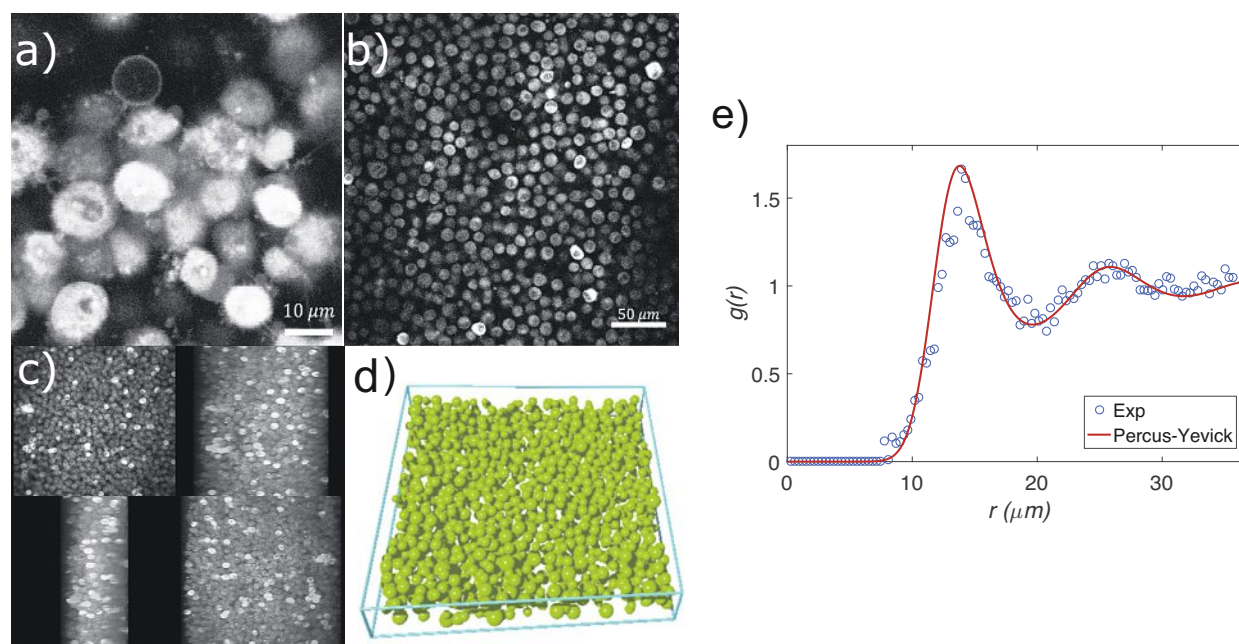 a)
10 μm
b)
50 μm
c)
d)
e)
g(r)
1.5
1
0.5
0
0
10
20
30
r (μm)
Exp
Percus-Yevick